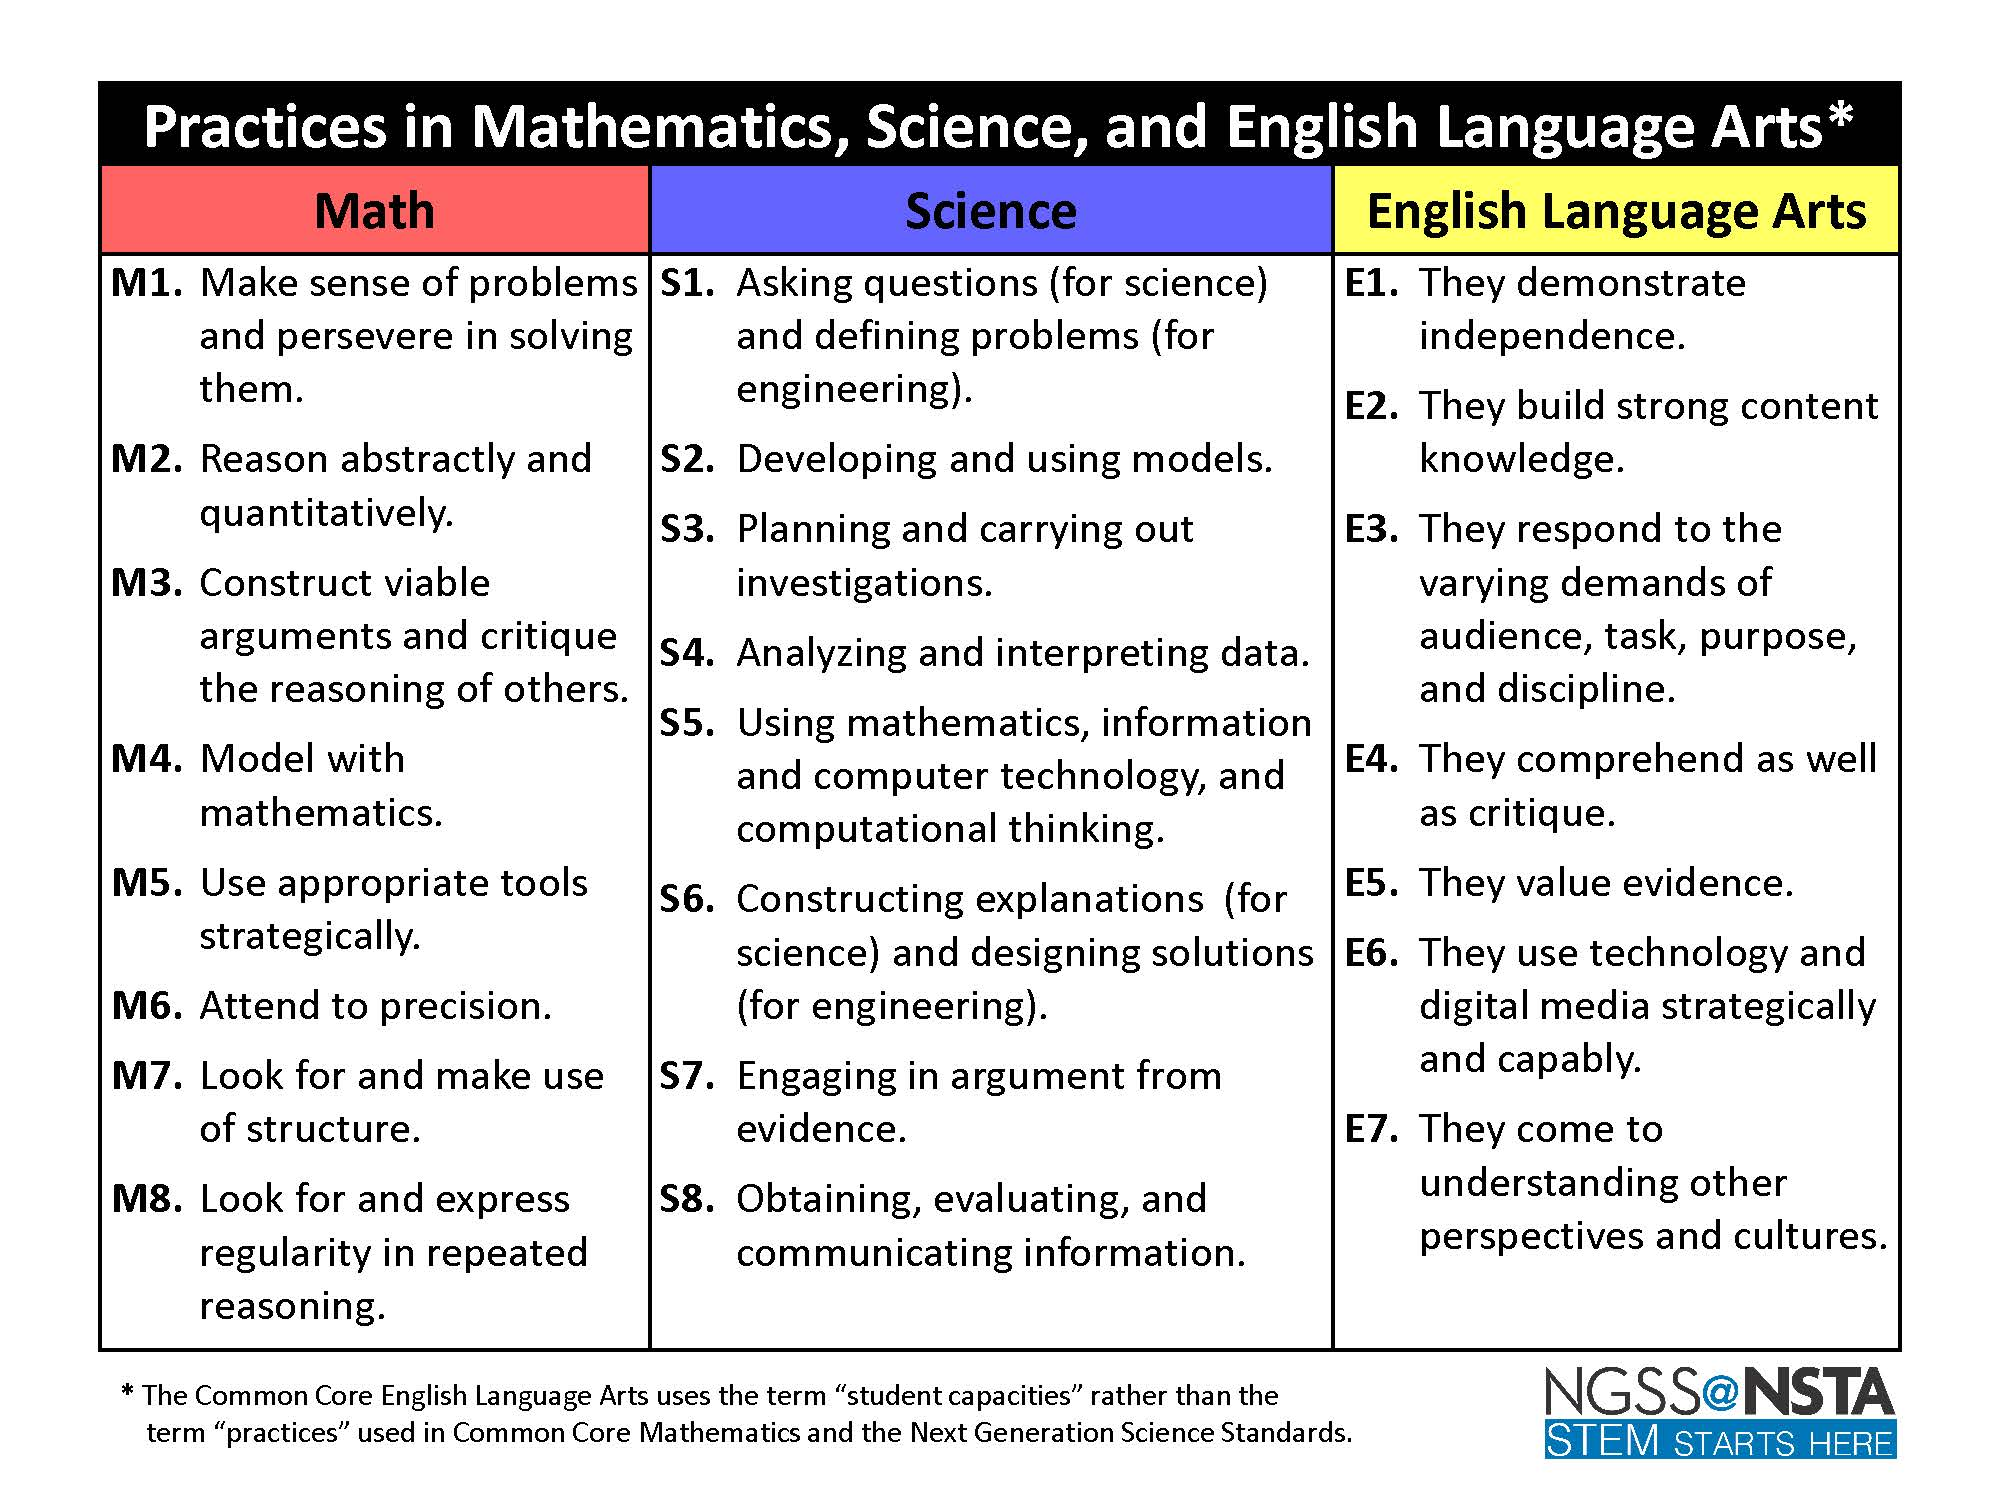 Practices in Mathematics, Science, and English Language Arts*
Math
M1. Make sense of problems
and persevere in solving
them.
M2. Reason abstractly and
quantitatively.
M3. Construct viable
arguments and critique
the reasoning of others.
M4. Model with
mathematics.
M5. Use appropriate tools
strategically.
M6. Attend to precision.
M7. Look for and make use
of structure.
M8. Look for and express
regularity in repeated
reasoning.
Science
S1. Asking questions (for science)
and defining problems (for
engineering).
S2. Developing and using models.
S3. Planning and carrying out
investigations.
S4. Analyzing and interpreting data.
S5. Using mathematics, information
and computer technology, and
computational thinking.
S6. Constructing explanations (for
science) and designing solutions
(for engineering).
S7. Engaging in argument from
evidence.
S8. Obtaining, evaluating, and
communicating information.
English Language Arts
E1. They demonstrate
independence.
E2. They build strong content
knowledge.
E3. They respond to the
varying demands of
audience, task, purpose,
and discipline.
E4. They comprehend as well
as critique.
E5. They value evidence.
E6. They use technology and
digital media strategically
and capably.
E7. They come to
understanding other
perspectives and cultures.
* The Common Core English Language Arts uses the term “student capacities” rather than the
term “practices” used in Common Core Mathematics and the Next Generation Science Standards.
NGSS@NSTA
STEM STARTS HERE